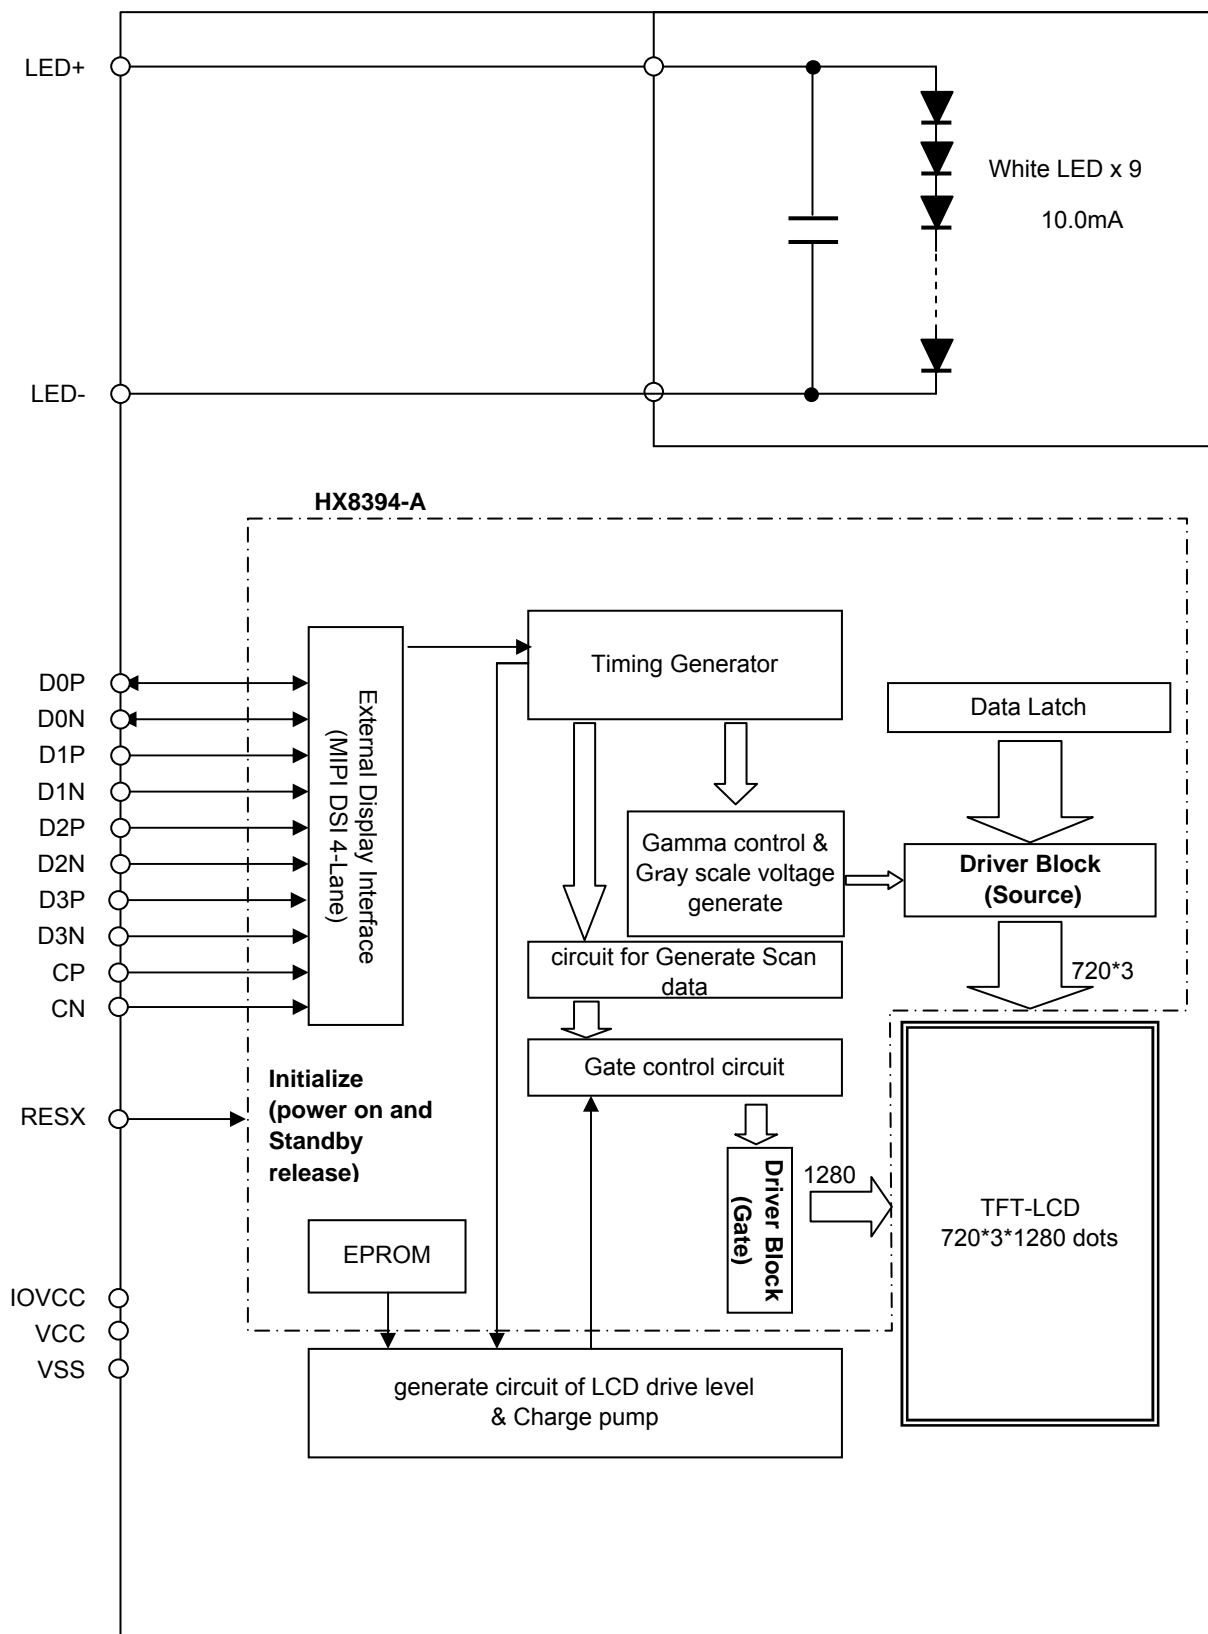 LED+
White LED x 9
10.0mA
LED-
HX8394-A
D0P
D0N
D1P
D1N
D2P
D2N
D3P
D3N
CP
CN
External Display Interface
(MIPI DSI 4-Lane)
Timing Generator
Data Latch
Gamma control &
Gray scale voltage
generate
Driver Block
(Source)
circuit for Generate Scan
data
720*3
Gate control circuit
RESX
Initialize
(power on and
Standby
release)
Driver Block
(Gate)
1280
TFT-LCD
720*3*1280 dots
EPROM
IOVCC
VCC
VSS
generate circuit of LCD drive level
& Charge pump